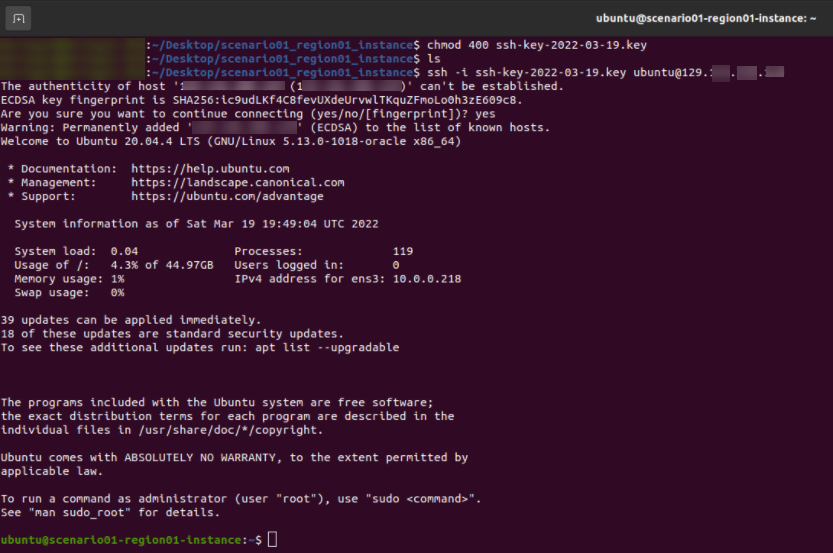 ubuntu@scenario01-region01-instance: ~
:~/Desktop/scenario01_region01_instance$ chmod 400 ssh-key-2022-03-19.key
:~/Desktop/scenario01_region01_instance$ ls
:~/Desktop/scenario01_region01_instance$ ssh -i ssh-key-2022-03-19.key ubuntu@129.1 . .
The authenticity of host '1 (1 )' can't be established.
ECDSA key fingerprint is SHA256:ic9udLKf4C8fevUXdeUrvwlTKquZFmoLo0h3zE609c8.
Are you sure you want to continue connecting (yes/no/[fingerprint])? yes
Warning: Permanently added ' ' (ECDSA) to the list of known hosts.
Welcome to Ubuntu 20.04.4 LTS (GNU/Linux 5.13.0-1018-oracle x86_64)
* Documentation: https://help.ubuntu.com
* Management: https://landscape.canonical.com
* Support: https://ubuntu.com/advantage
System information as of Sat Mar 19 19:49:04 UTC 2022
System load: 0.04 Processes: 119
Usage of /: 4.3% of 44.97GB Users logged in: 0
Memory usage: 1% IPv4 address for ens3: 10.0.0.218
Swap usage: 0%
39 updates can be applied immediately.
18 of these updates are standard security updates.
To see these additional updates run: apt list --upgradable
The programs included with the Ubuntu system are free software;
the exact distribution terms for each program are described in the
individual files in /usr/share/doc/*/copyright.
Ubuntu comes with ABSOLUTELY NO WARRANTY, to the extent permitted by
applicable law.
To run a command as administrator (user "root"), use "sudo <command>".
See "man sudo_root" for details.
ubuntu@scenario01-region01-instance:~$